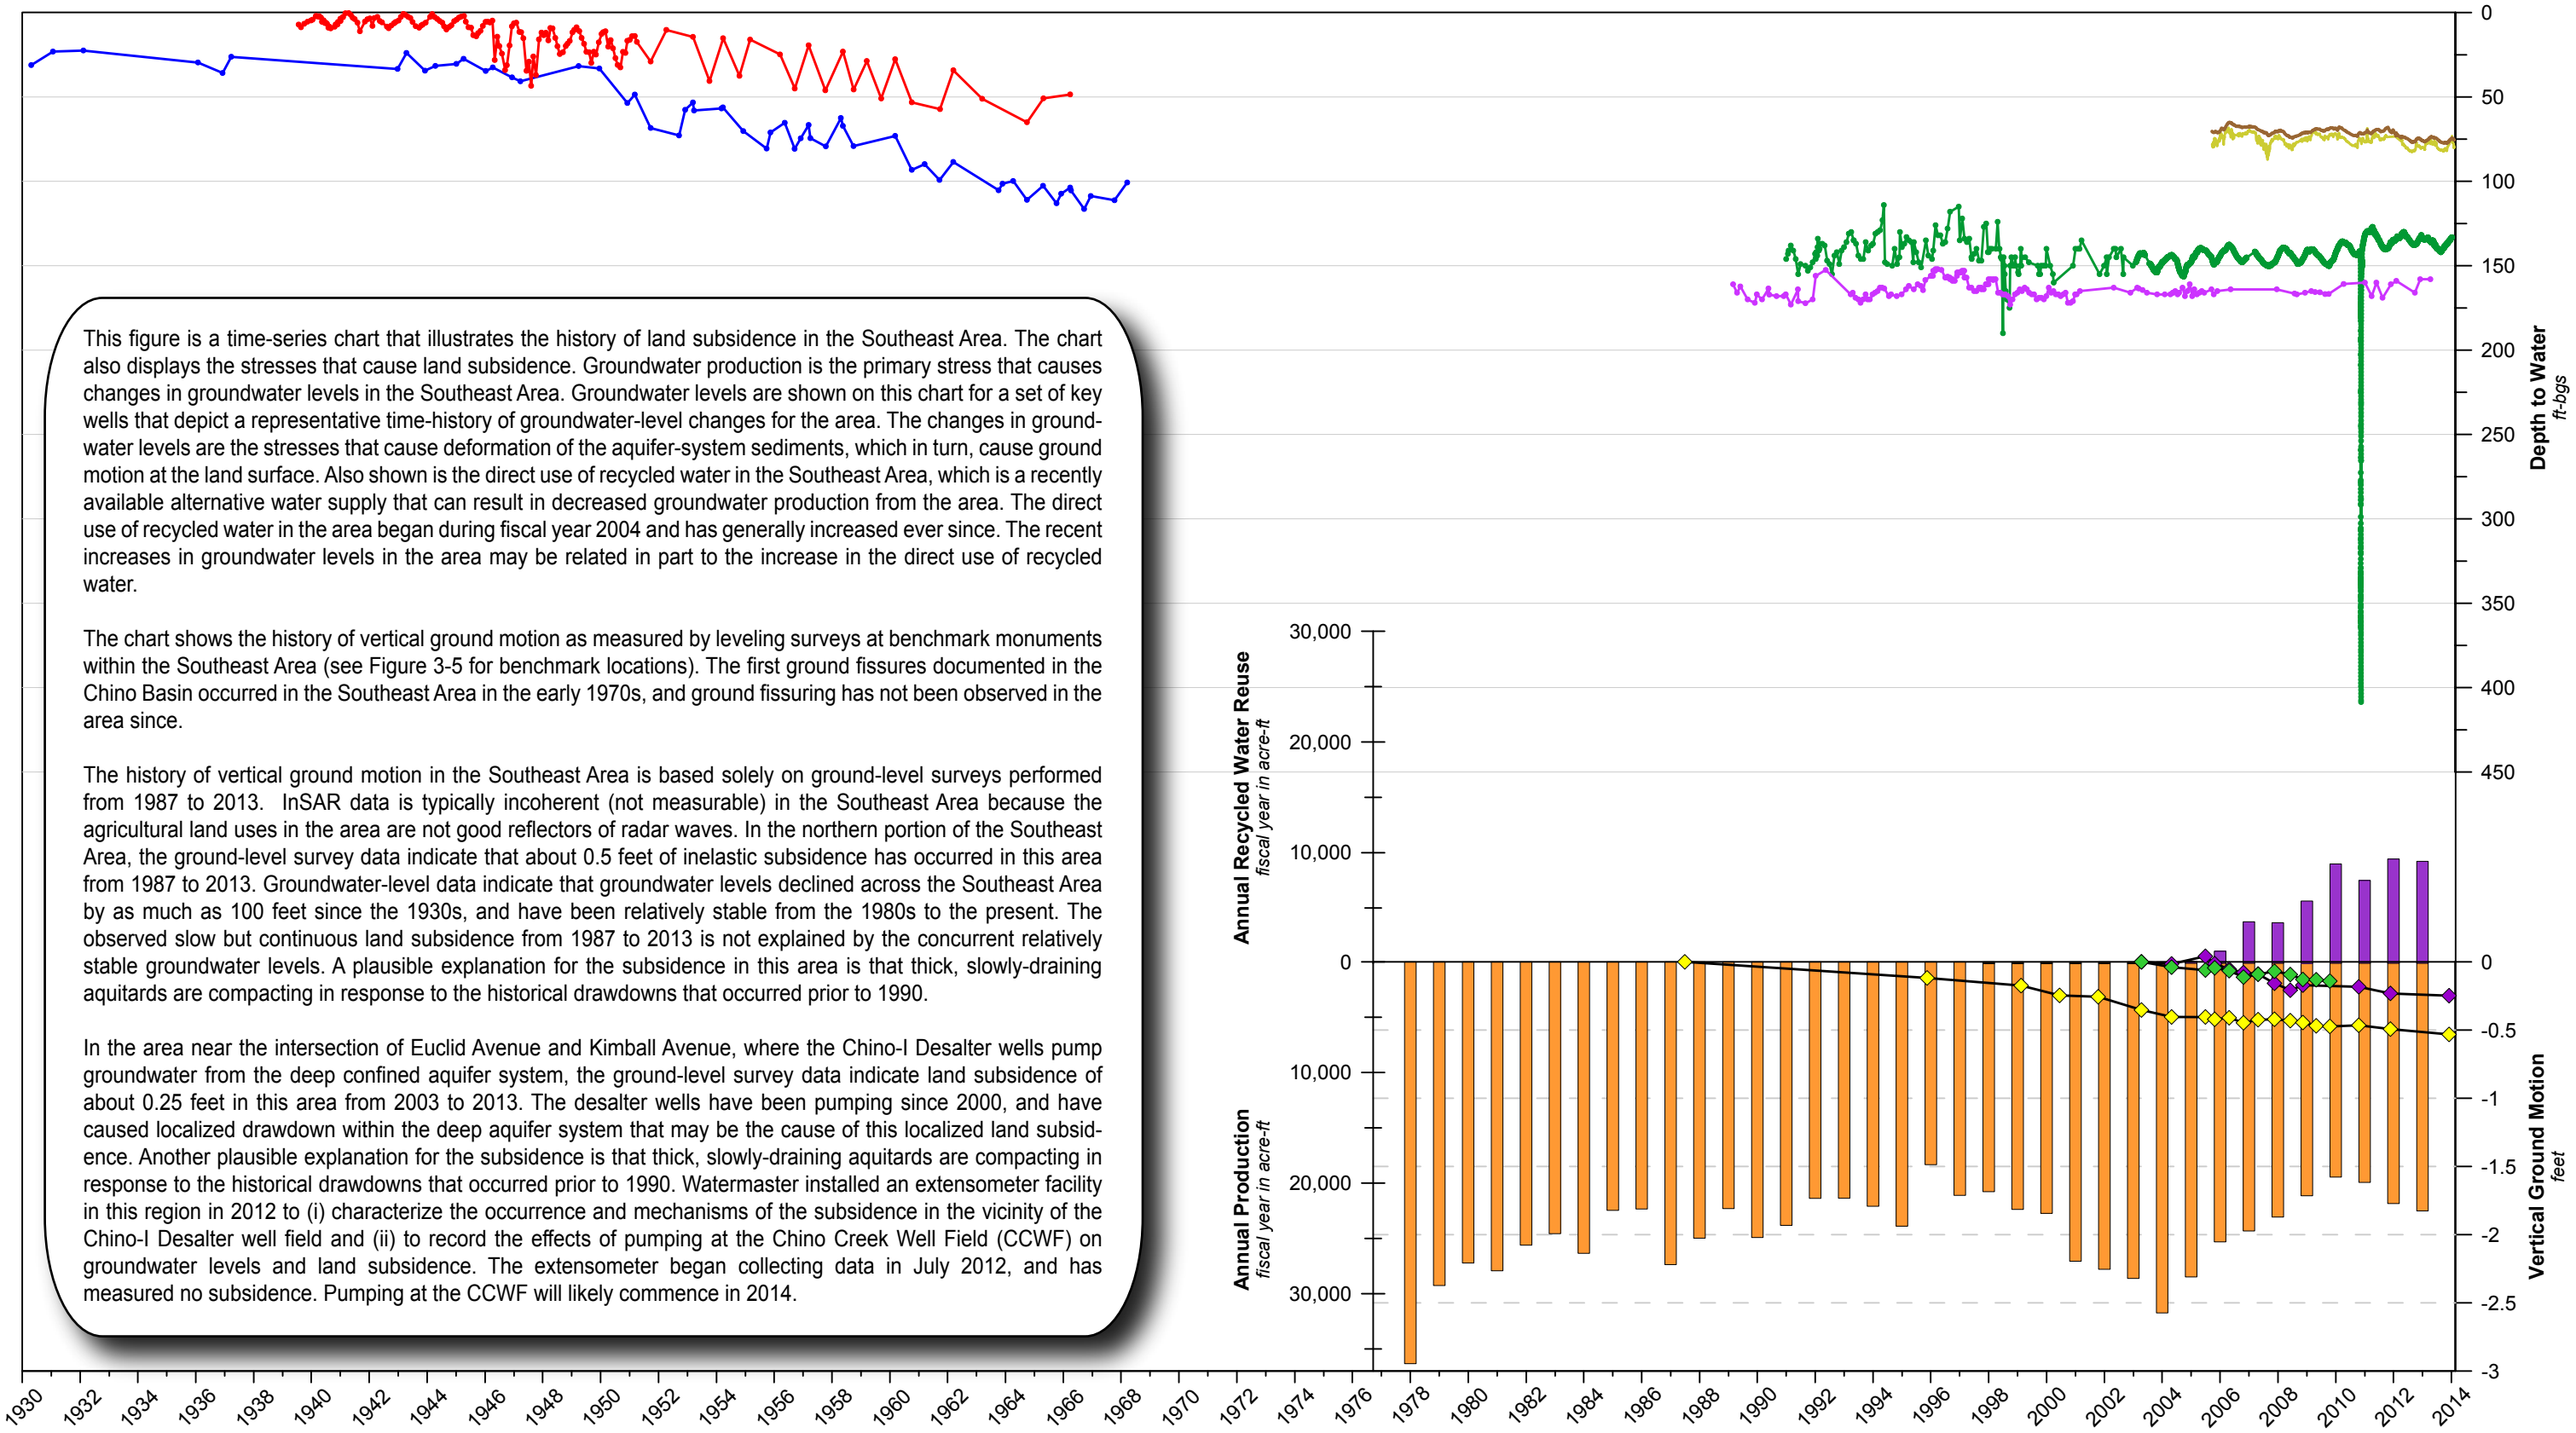 0
50
100
150
200
250
300
350
400
450
Depth to Water
ft-bgs
This figure is a time-series chart that illustrates the history of land subsidence in the Southeast Area. The chart
also displays the stresses that cause land subsidence. Groundwater production is the primary stress that causes
changes in groundwater levels in the Southeast Area. Groundwater levels are shown on this chart for a set of key
wells that depict a representative time-history of groundwater-level changes for the area. The changes in ground-
water levels are the stresses that cause deformation of the aquifer-system sediments, which in turn, cause ground
motion at the land surface. Also shown is the direct use of recycled water in the Southeast Area, which is a recently
available alternative water supply that can result in decreased groundwater production from the area. The direct
use of recycled water in the area began during fiscal year 2004 and has generally increased ever since. The recent
increases in groundwater levels in the area may be related in part to the increase in the direct use of recycled
water.
The chart shows the history of vertical ground motion as measured by leveling surveys at benchmark monuments
within the Southeast Area (see Figure 3-5 for benchmark locations). The first ground fissures documented in the
Chino Basin occurred in the Southeast Area in the early 1970s, and ground fissuring has not been observed in the
area since.
The history of vertical ground motion in the Southeast Area is based solely on ground-level surveys performed
from 1987 to 2013. InSAR data is typically incoherent (not measurable) in the Southeast Area because the
agricultural land uses in the area are not good reflectors of radar waves. In the northern portion of the Southeast
Area, the ground-level survey data indicate that about 0.5 feet of inelastic subsidence has occurred in this area
from 1987 to 2013. Groundwater-level data indicate that groundwater levels declined across the Southeast Area
by as much as 100 feet since the 1930s, and have been relatively stable from the 1980s to the present. The
observed slow but continuous land subsidence from 1987 to 2013 is not explained by the concurrent relatively
stable groundwater levels. A plausible explanation for the subsidence in this area is that thick, slowly-draining
aquitards are compacting in response to the historical drawdowns that occurred prior to 1990.
In the area near the intersection of Euclid Avenue and Kimball Avenue, where the Chino-I Desalter wells pump
groundwater from the deep confined aquifer system, the ground-level survey data indicate land subsidence of
about 0.25 feet in this area from 2003 to 2013. The desalter wells have been pumping since 2000, and have
caused localized drawdown within the deep aquifer system that may be the cause of this localized land subsid-
ence. Another plausible explanation for the subsidence is that thick, slowly-draining aquitards are compacting in
response to the historical drawdowns that occurred prior to 1990. Watermaster installed an extensometer facility
in this region in 2012 to (i) characterize the occurrence and mechanisms of the subsidence in the vicinity of the
Chino-I Desalter well field and (ii) to record the effects of pumping at the Chino Creek Well Field (CCWF) on
groundwater levels and land subsidence. The extensometer began collecting data in July 2012, and has
measured no subsidence. Pumping at the CCWF will likely commence in 2014.
Annual Recycled Water Reuse
fiscal year in acre-ft
30,000
20,000
10,000
0
10,000
20,000
30,000
Annual Production
fiscal year in acre-ft
0
-0.5
-1
-1.5
-2
-2.5
-3
Vertical Ground Motion
feet
1930
1932
1934
1936
1938
1940
1942
1944
1946
1948
1950
1952
1954
1956
1958
1960
1962
1964
1966
1968
1970
1972
1974
1976
1978
1980
1982
1984
1986
1988
1990
1992
1994
1996
1998
2000
2002
2004
2006
2008
2010
2012
2014